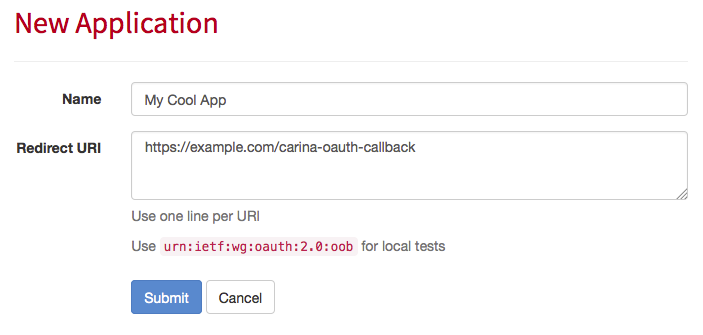 New Application
Name
My Cool App
Redirect URI
https://example.com/carina-oauth-callback
Use one line per URI
Use urn:ietf:wg:oauth:2.0:oob for local tests
Submit Cancel